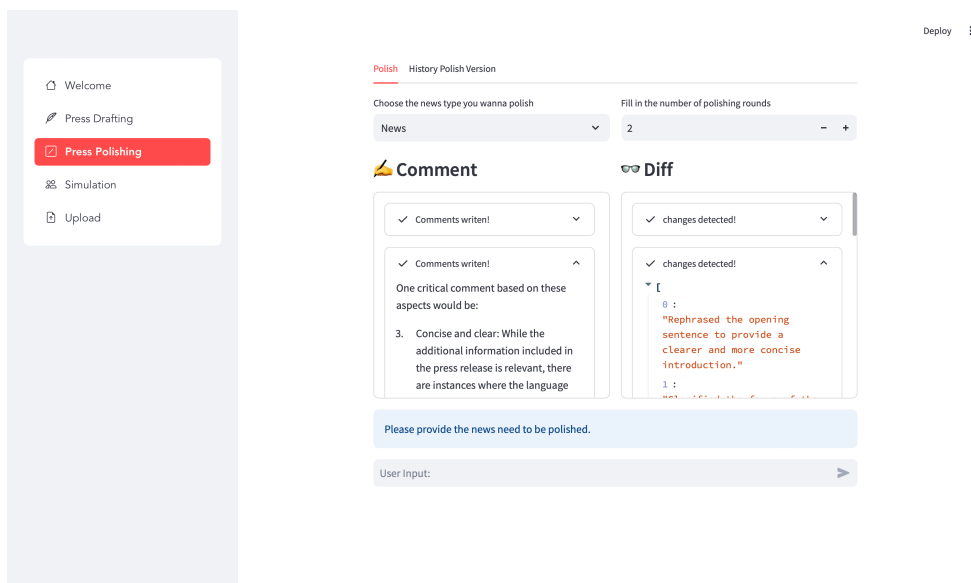 Deploy
Welcome
Press Drafting
Press Polishing
Simulation
Upload
Polish
History Polish Version
Choose the news type you wanna polish
News
Fill in the number of polishing rounds
2
Comment
Comments writen!
Comments writen!
One critical comment based on these
aspects would be:
3. Concise and clear: While the
additional information included in
the press release is relevant, there
are instances where the language
Diff
changes detected!
changes detected!
[
0 :
"Rephrased the opening
sentence to provide a
clearer and more concise
introduction."
1 :
Please provide the news need to be polished.
User Input: